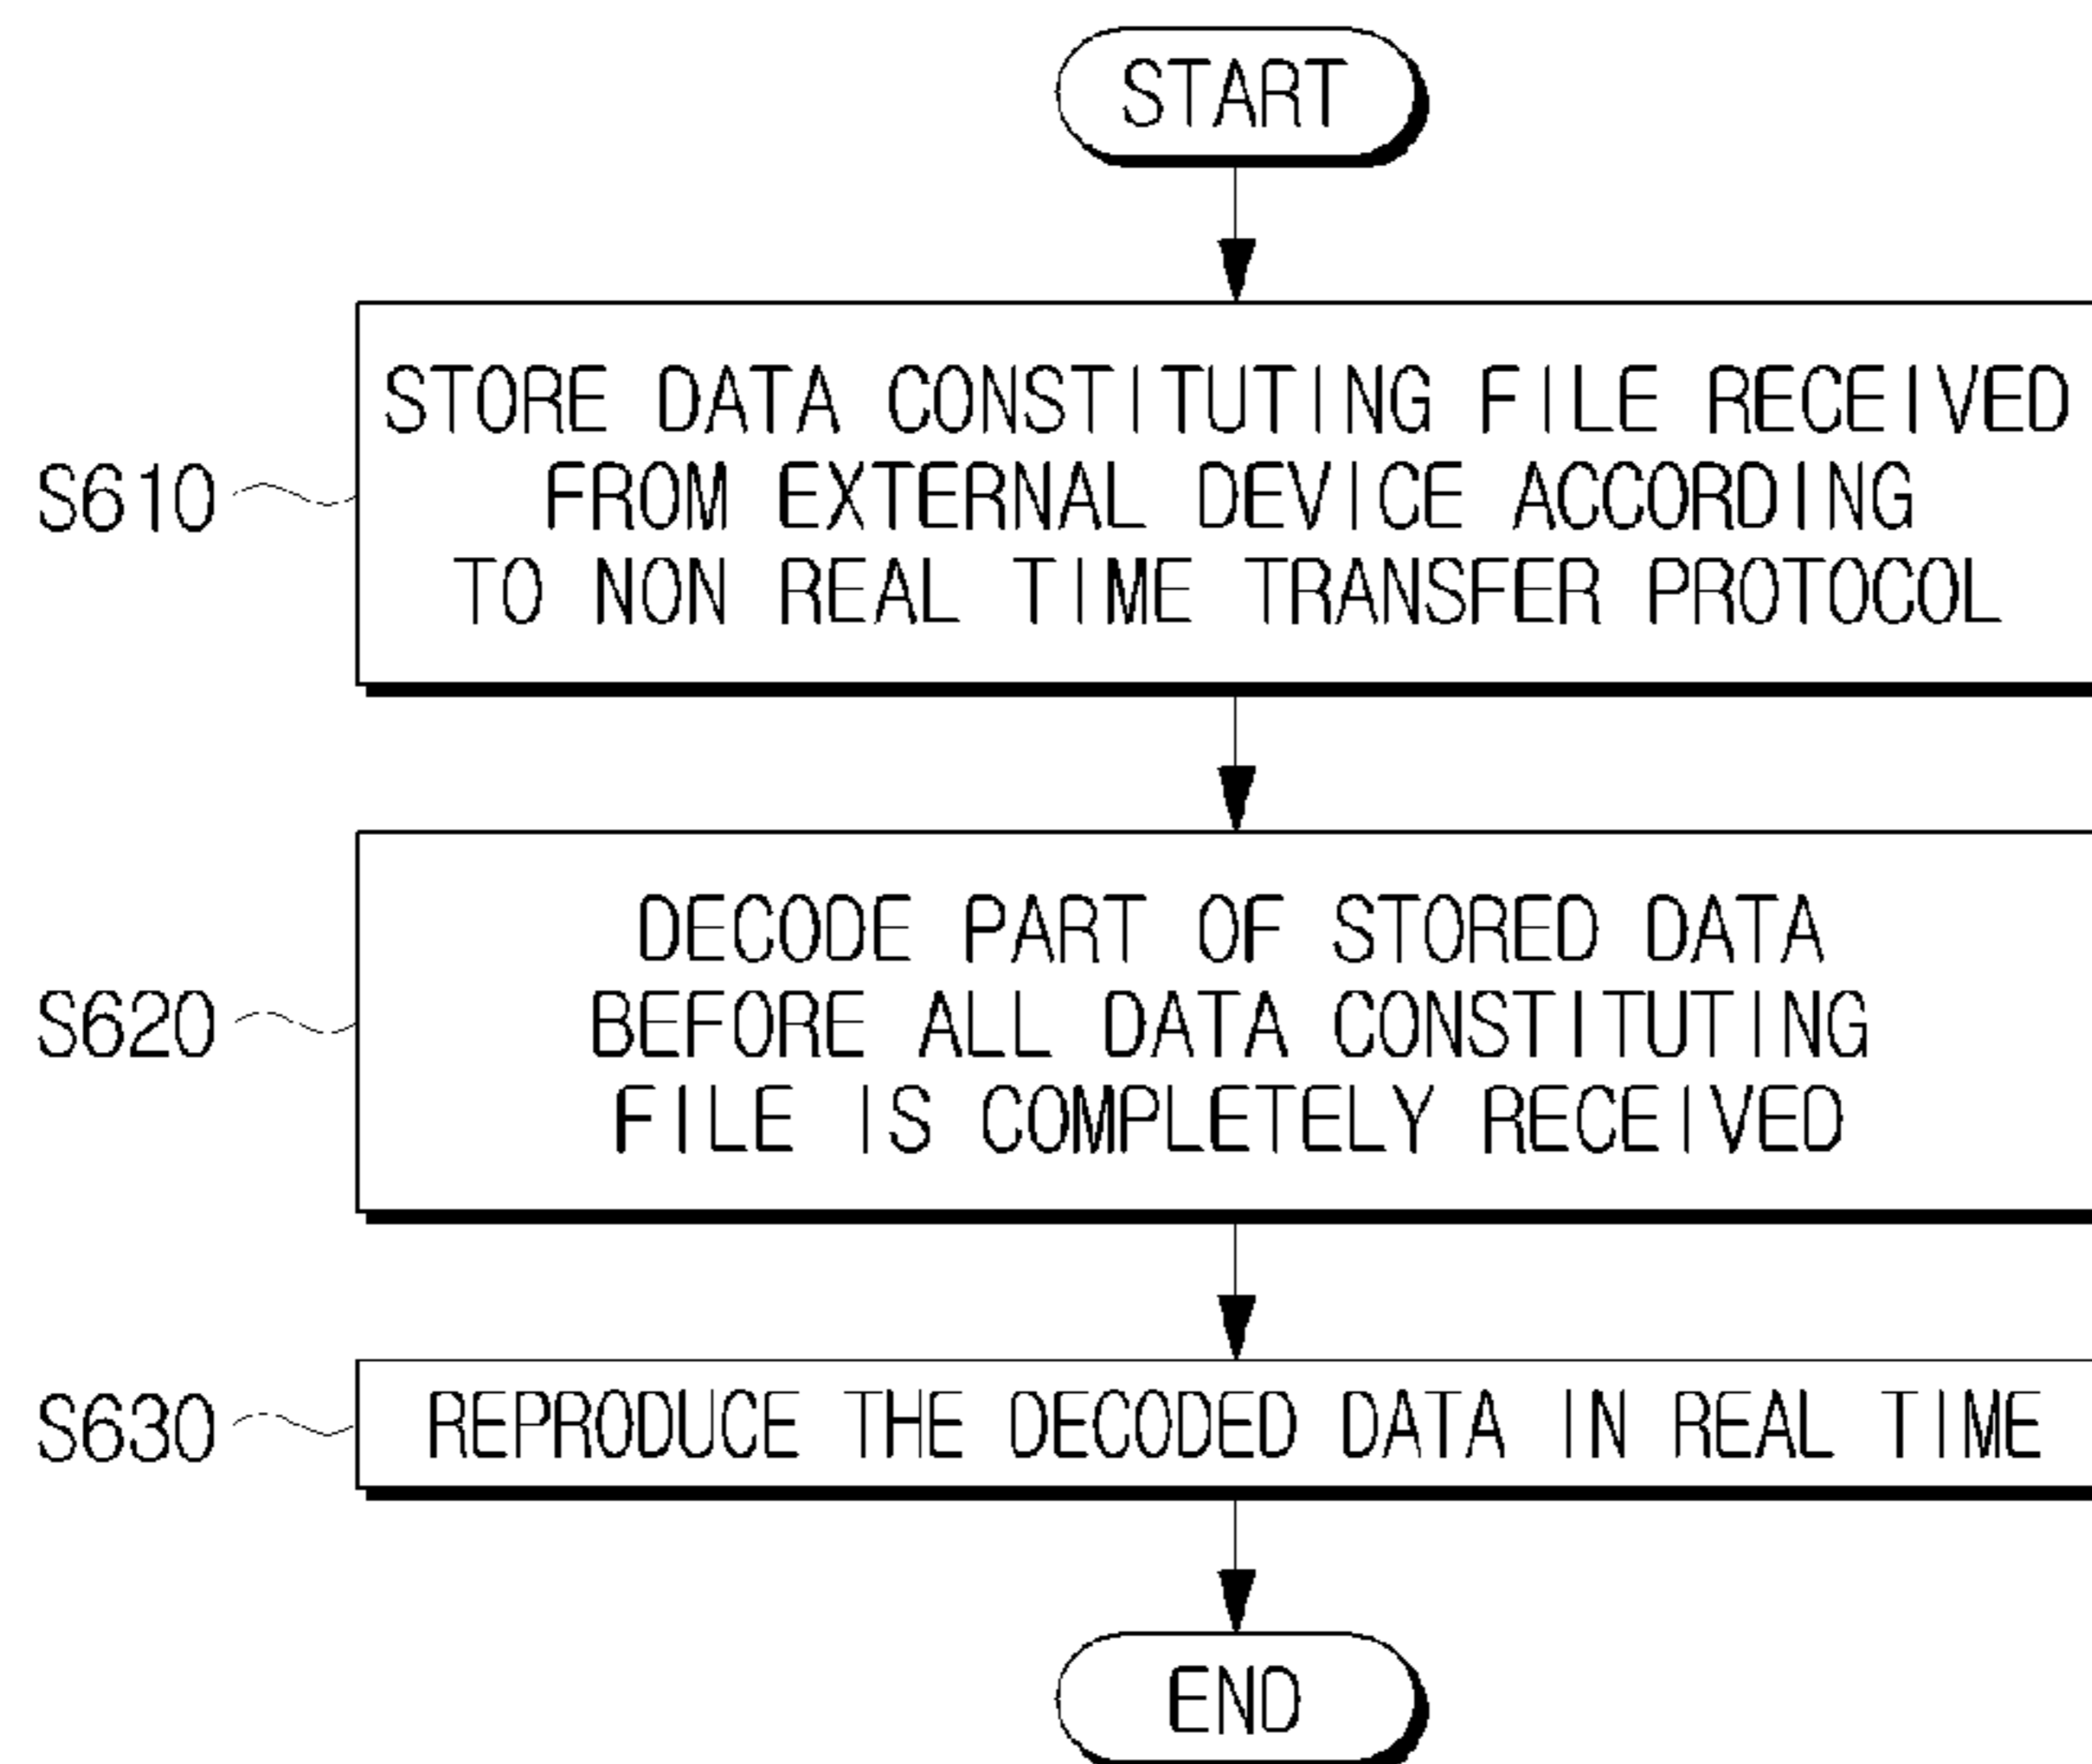 START
STORE DATA CONSTITUTING FILE RECEIVED
S610 FROM EXTERNAL DEVICE ACCORDING
TO NON REAL TIME TRANSFER PROTOCOL
DECODE PART OF STORED DATA
S620 BEFORE ALL DATA CONSTITUTING
FILE IS COMPLETELY RECEIVED
S630 REPRODUCE THE DECODED DATA IN REAL TIME
END